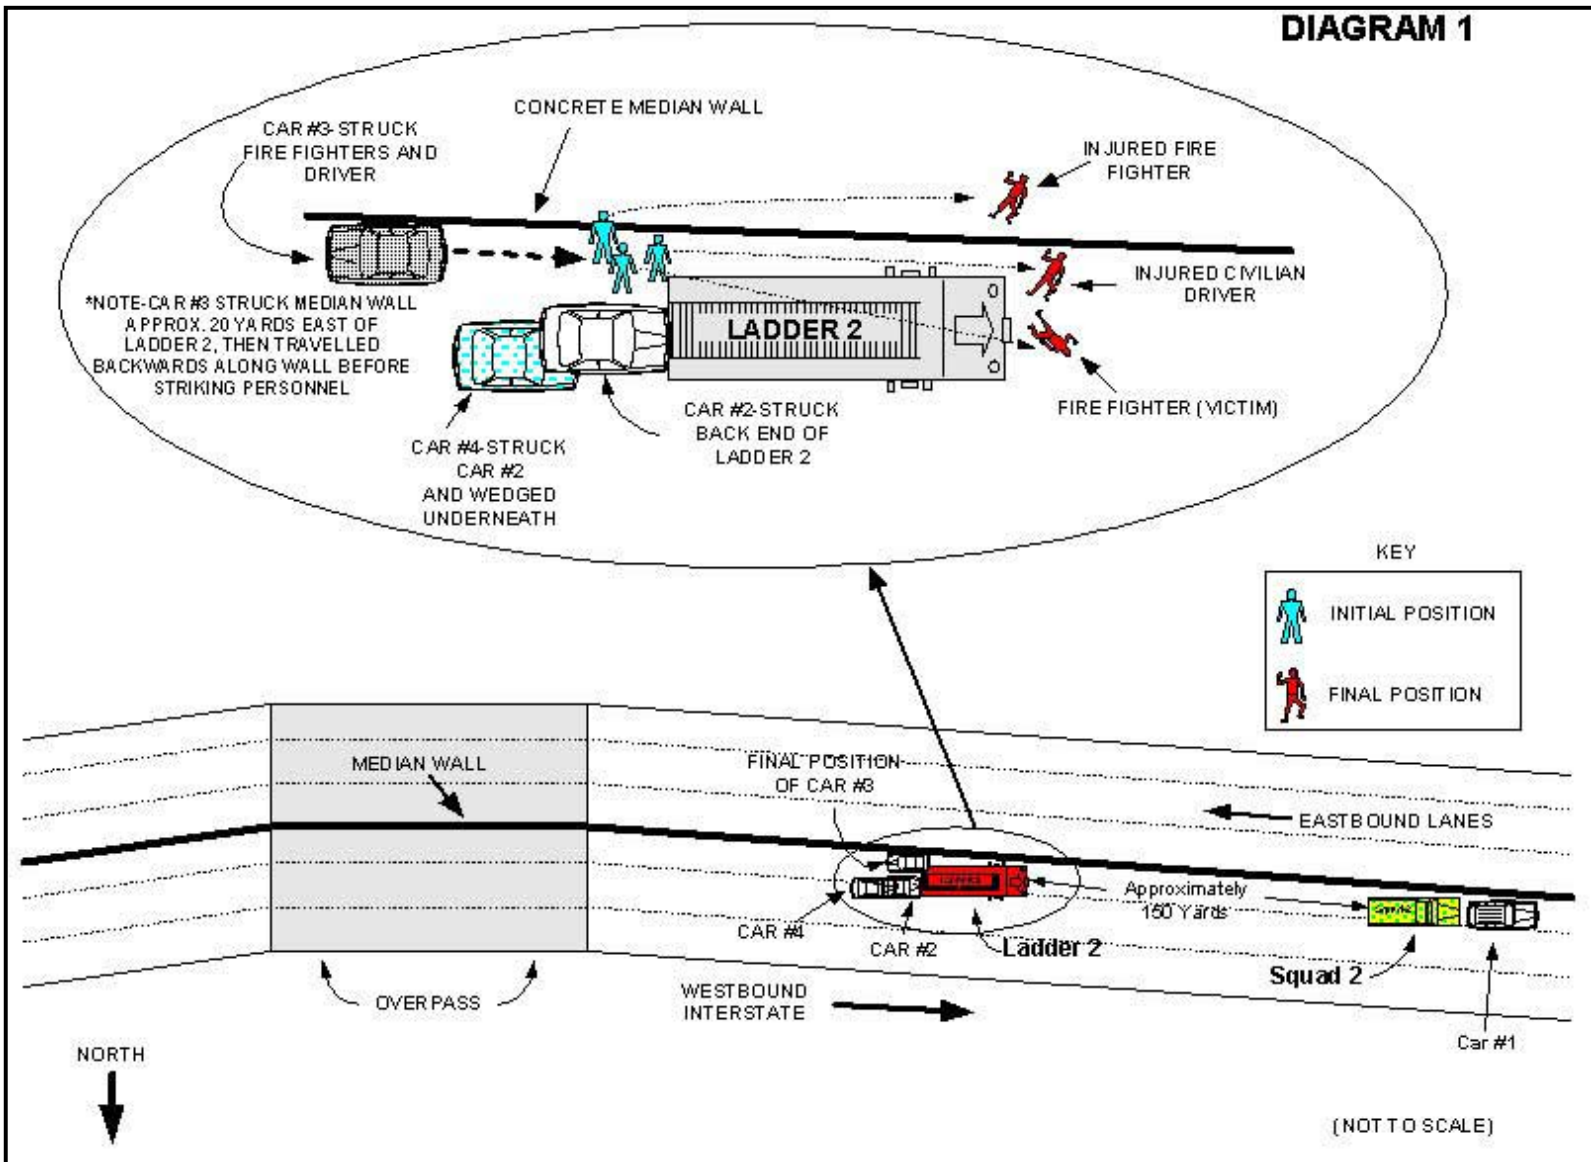 DIAGRAM 1
CONCRETE MEDIAN WALL
CAR #3-STRUCK
FIRE FIGHTERS AND
DRIVER
INJURED FIRE
FIGHTER
INJURED CIVILIAN
DRIVER
*NOTE-CAR #3 STRUCK MEDIAN WALL
APPROX. 20 YARDS EAST OF
LADDER 2, THEN TRAVELLED
BACKWARDS ALONG WALL BEFORE
STRIKING PERSONNEL
LADDER 2
FIRE FIGHTER (VICTIM)
CAR #2-STRUCK
BACK END OF
LADDER 2
CAR #4-STRUCK
CAR #2
AND WEDGED
UNDERNEATH
KEY
INITIAL POSITION
FINAL POSITION
MEDIAN WALL
FINAL POSITION
OF CAR #3
EASTBOUND LANES
Approximately
150 Yards
CAR #4
CAR #2
Ladder 2
Squad 2
OVERPASS
WESTBOUND
INTERSTATE
Car #1
NORTH
(NOT TO SCALE)